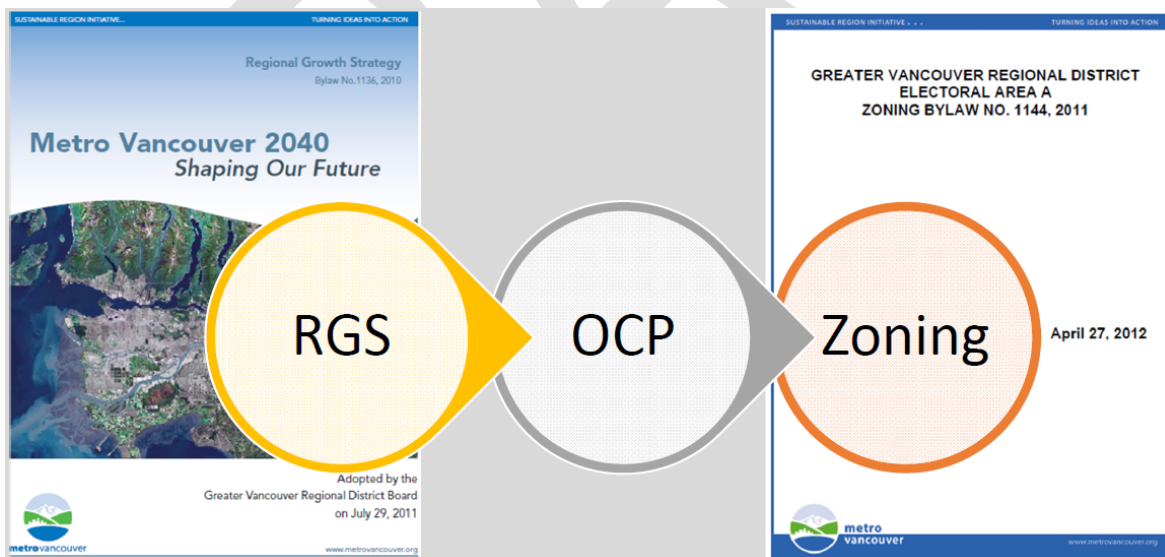 SUSTAINABLE REGION INITIATIVE... TURNING IDEAS INTO ACTION
Regional Growth Strategy
Bylaw No.1136, 2010
Metro Vancouver 2040
Shaping Our Future
RGS
Adopted by the
Greater Vancouver Regional District Board
on July 29, 2011
metrovancouver
www.metrovancouver.org
OCP
SUSTAINABLE REGION INITIATIVE . . . TURNING IDEAS INTO ACTION
GREATER VANCOUVER REGIONAL DISTRICT
ELECTORAL AREA A
ZONING BYLAW NO. 1144, 2011
Zoning
April 27, 2012
metro
vancouver
www.metrovancouver.org